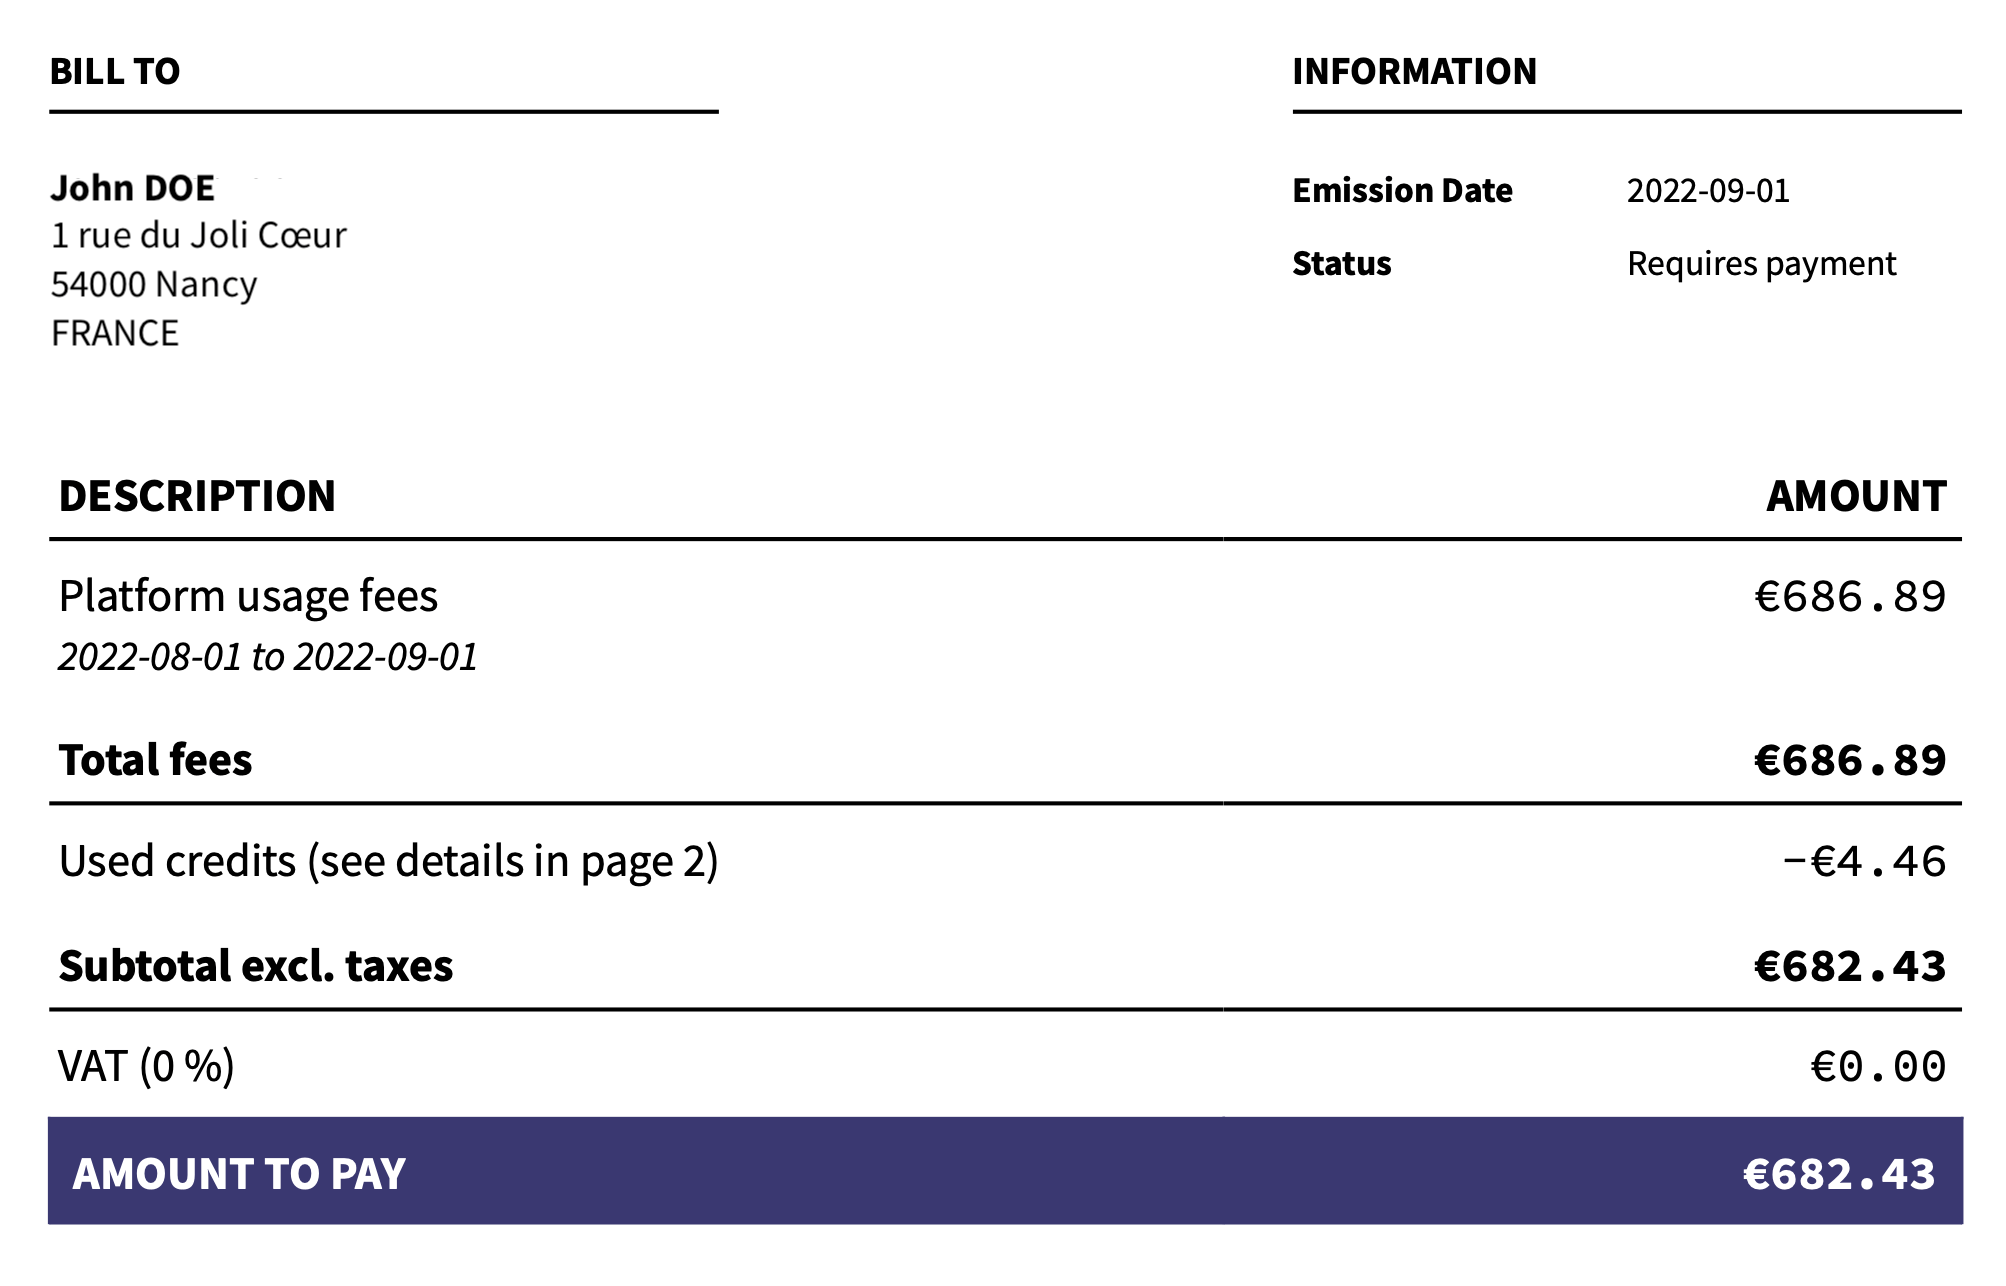 BILL TO
John DOE
1 rue du Joli Cœur
54000 Nancy
FRANCE
INFORMATION
Emission Date 2022-09-01
Status Requires payment
DESCRIPTION AMOUNT
Platform usage fees €686.89
2022-08-01 to 2022-09-01
Total fees €686.89
Used credits (see details in page 2) −€4.46
Subtotal excl. taxes €682.43
VAT (0 %) €0.00
AMOUNT TO PAY €682.43